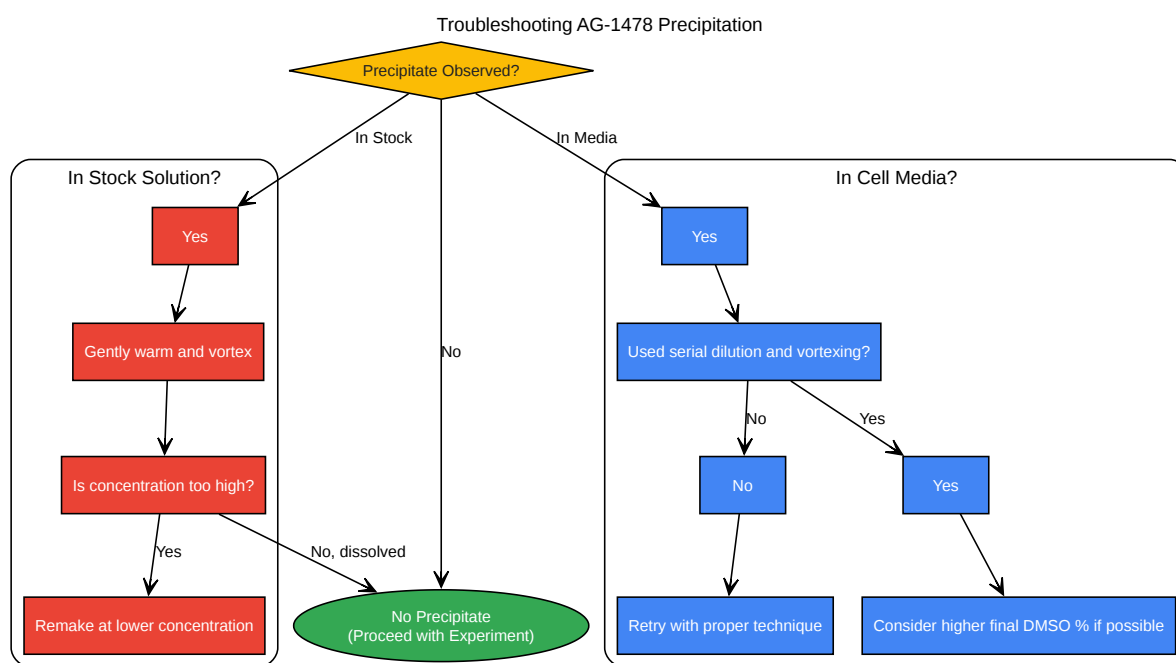 Troubleshooting AG-1478 Precipitation
Precipitate Observed?
In Stock
In Media
In Stock Solution?
In Cell Media?
Yes
Yes
Gently warm and vortex
No
Used serial dilution and vortexing?
No
Yes
Is concentration too high?
No
Yes
Yes
No, dissolved
Remake at lower concentration
No Precipitate
(Proceed with Experiment)
Retry with proper technique
Consider higher final DMSO % if possible